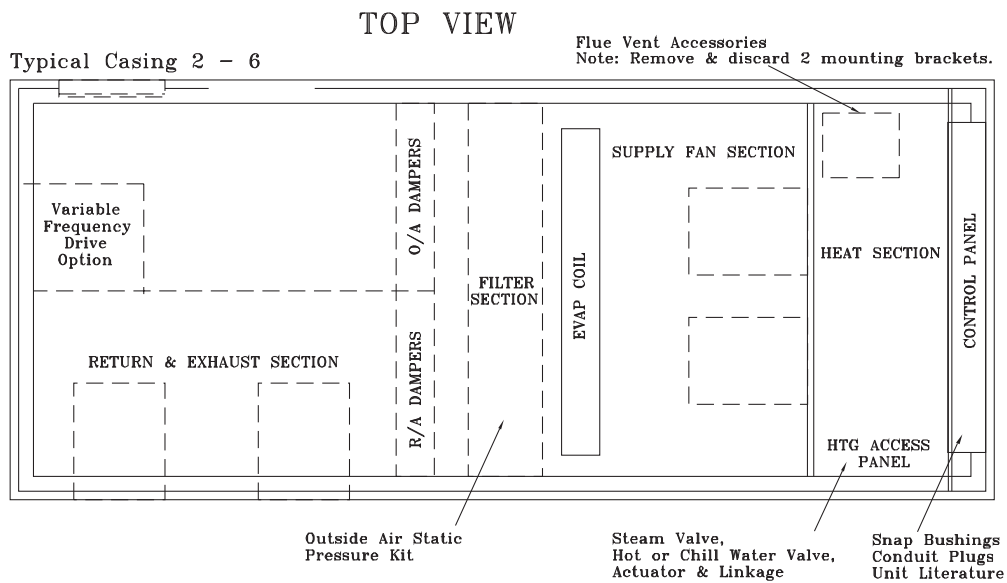 TOP VIEW
Typical Casing 2 - 6
Flue Vent Accessories
Note: Remove & discard 2 mounting brackets.
Variable
Frequency
Drive
Option
O/A DAMPERS
SUPPLY FAN SECTION
HEAT SECTION
FILTER
SECTION
EVAP COIL
CONTROL PANEL
RETURN & EXHAUST SECTION
R/A DAMPERS
HTG ACCESS
PANEL
Outside Air Static
Pressure Kit
Steam Valve,
Hot or Chill Water Valve,
Actuator & Linkage
Snap Bushings
Conduit Plugs
Unit Literature